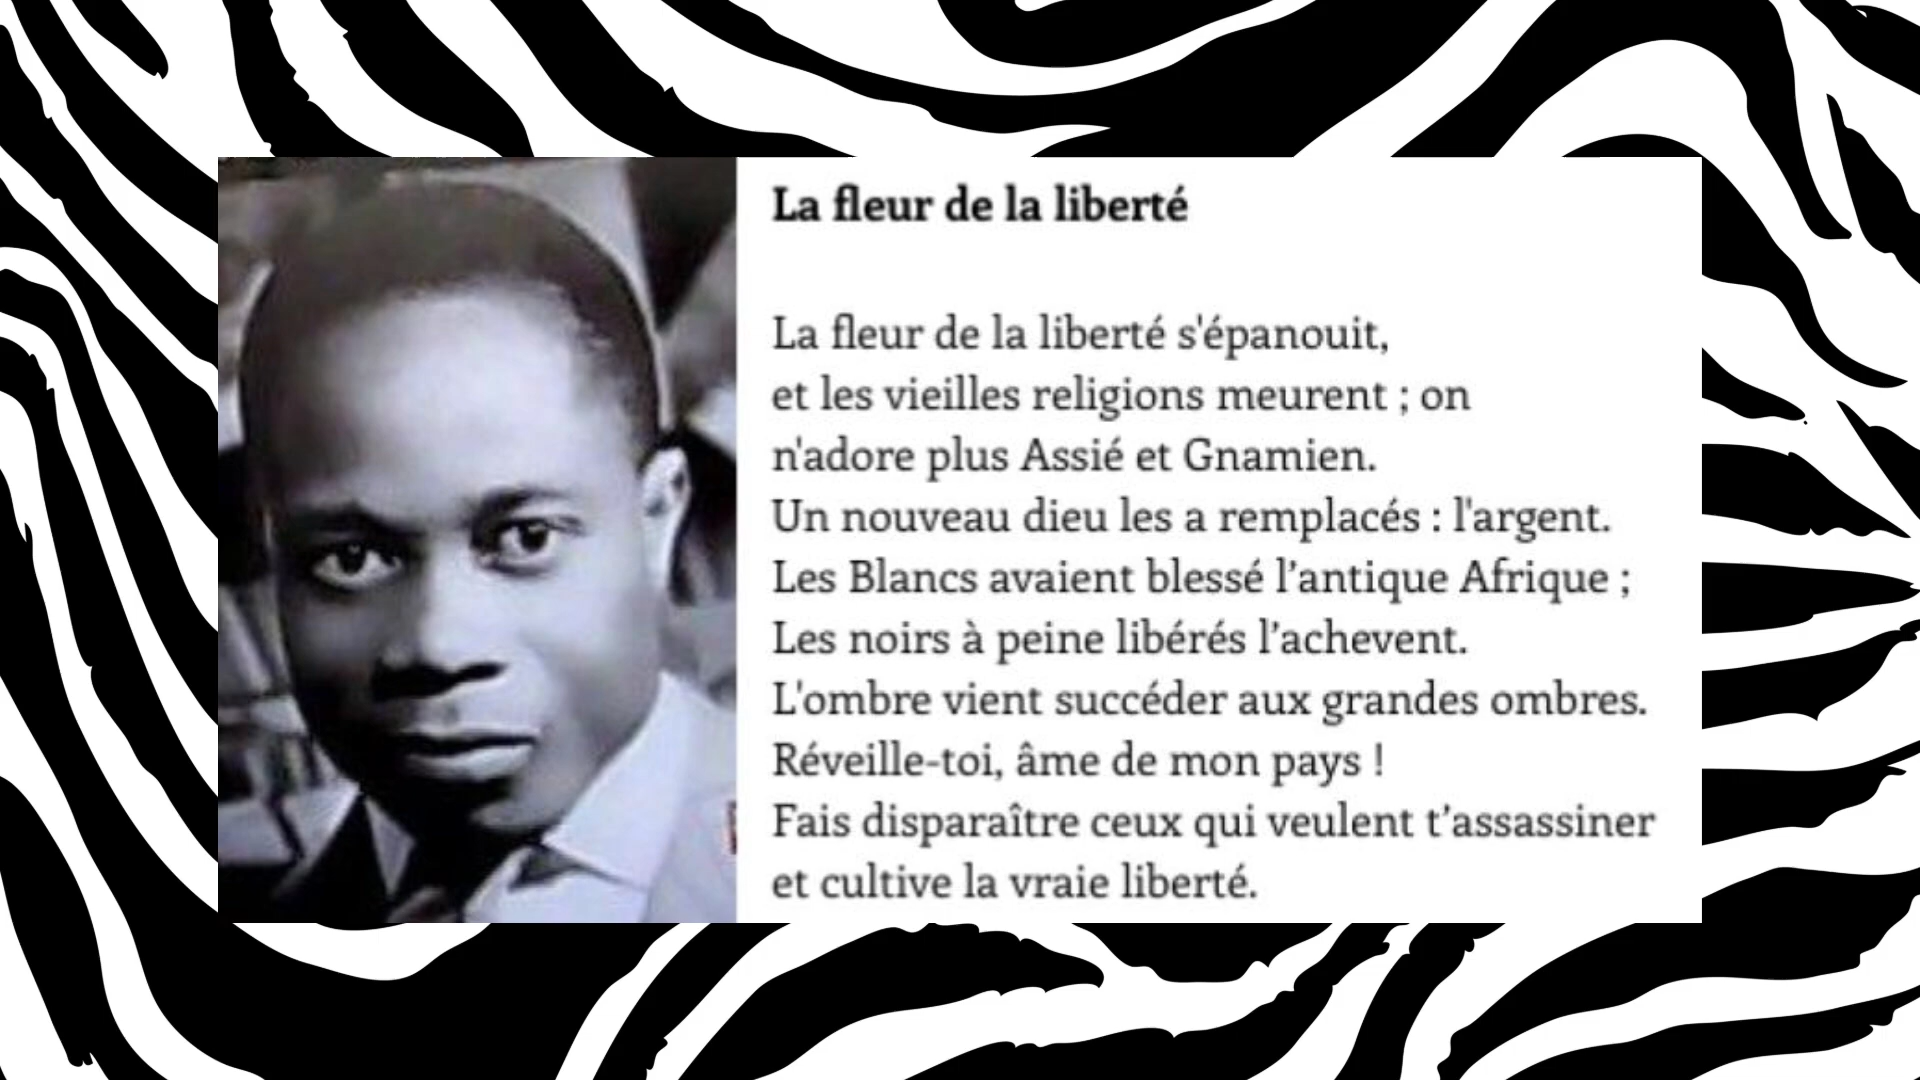 La fleur de la liberté
La fleur de la liberté s'épanouit,
et les vieilles religions meurent ; on
n'adore plus Assié et Gnamien.
Un nouveau dieu les a remplacés : l'argent.
Les Blancs avaient blessé l’antique Afrique ;
Les noirs à peine libérés l’achevent.
L'ombre vient succéder aux grandes ombres.
Réveille-toi, âme de mon pays !
Fais disparaître ceux qui veulent t’assassiner
et cultive la vraie liberté.